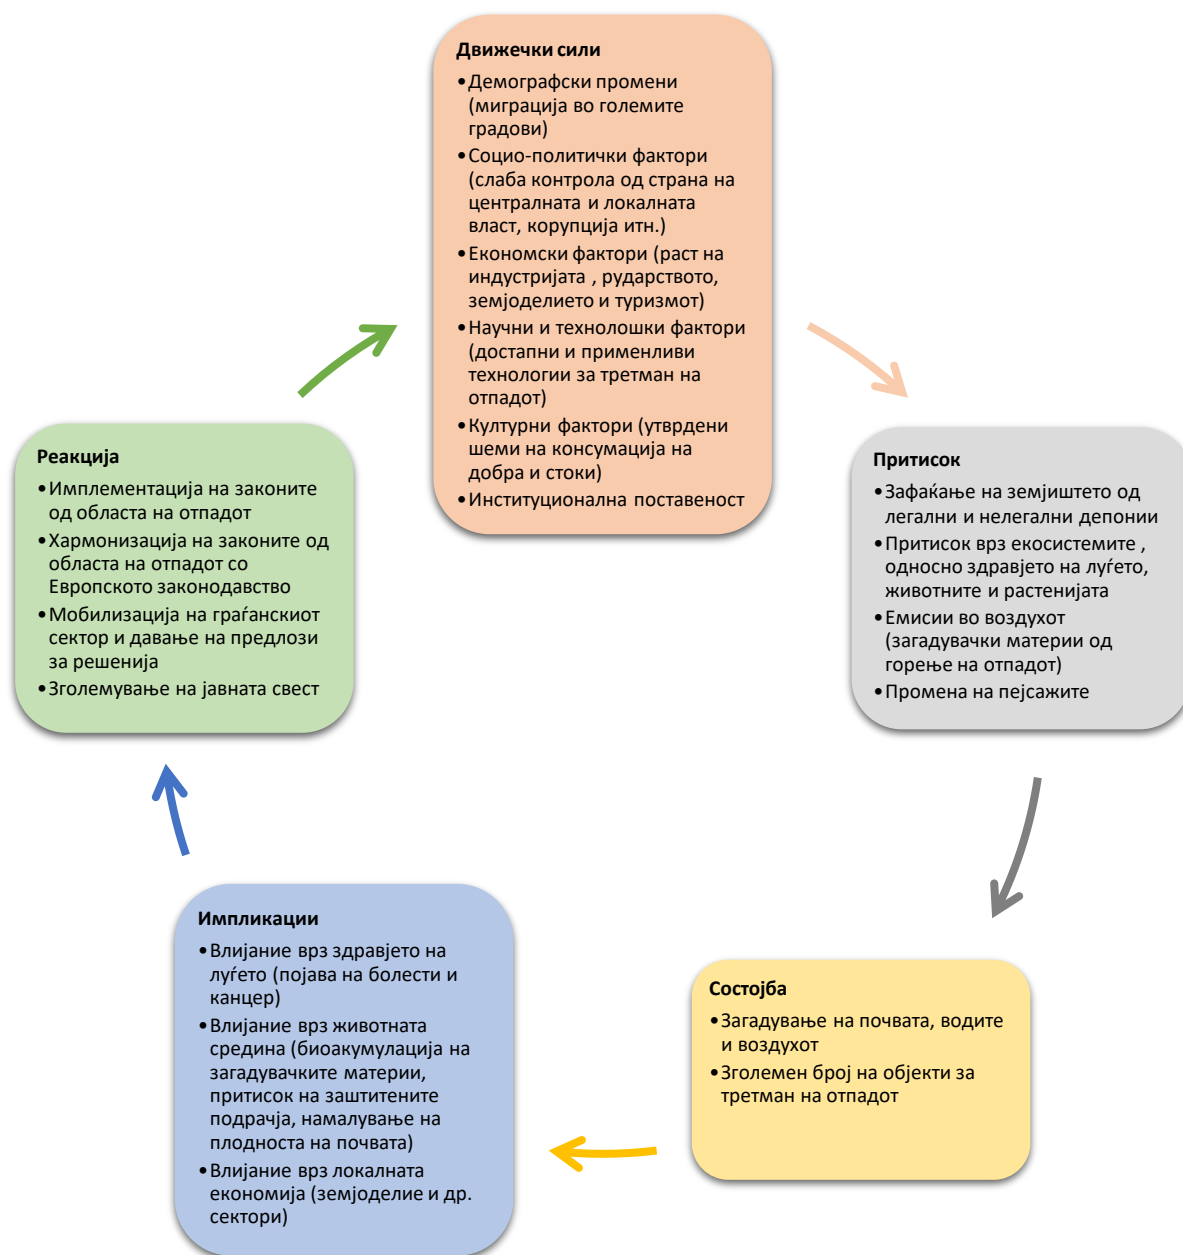 Движечки сили
•Демографски промени
(миграција во големите
градови)
•Социо-политички фактори
(слаба контрола од страна на
централната и локалната
власт, корупција итн.)
•Економски фактори (раст на
индустријата , рударството,
земјоделието и туризмот)
•Научни и технолошки фактори
(достапни и применливи
технологии за третман на
отпадот)
•Културни фактори (утврдени
шеми на консумација на
добра и стоки)
•Институционална поставеност
Притисок
•Зафаќање на земјиштето од
легални и нелегални депонии
•Притисок врз екосистемите ,
односно здравјето на луѓето,
животните и растенијата
•Емисии во воздухот
(загадувачки материи од
горење на отпадот)
•Промена на пејсажите
Состојба
•Загадување на почвата, водите
и воздухот
•Зголемен број на објекти за
третман на отпадот
Импликации
•Влијание врз здравјето на
луѓето (појава на болести и
канцер)
•Влијание врз животната
средина (биоакумулација на
загадувачките материи,
притисок на заштитените
подрачја, намалување на
плодноста на почвата)
•Влијание врз локалната
економија (земјоделие и др.
сектори)
Реакција
•Имплементација на законите
од областа на отпадот
•Хармонизација на законите од
областа на отпадот со
Европското законодавство
•Мобилизација на граѓанскиот
сектор и давање на предлози
за решенија
•Зголемување на јавната свест